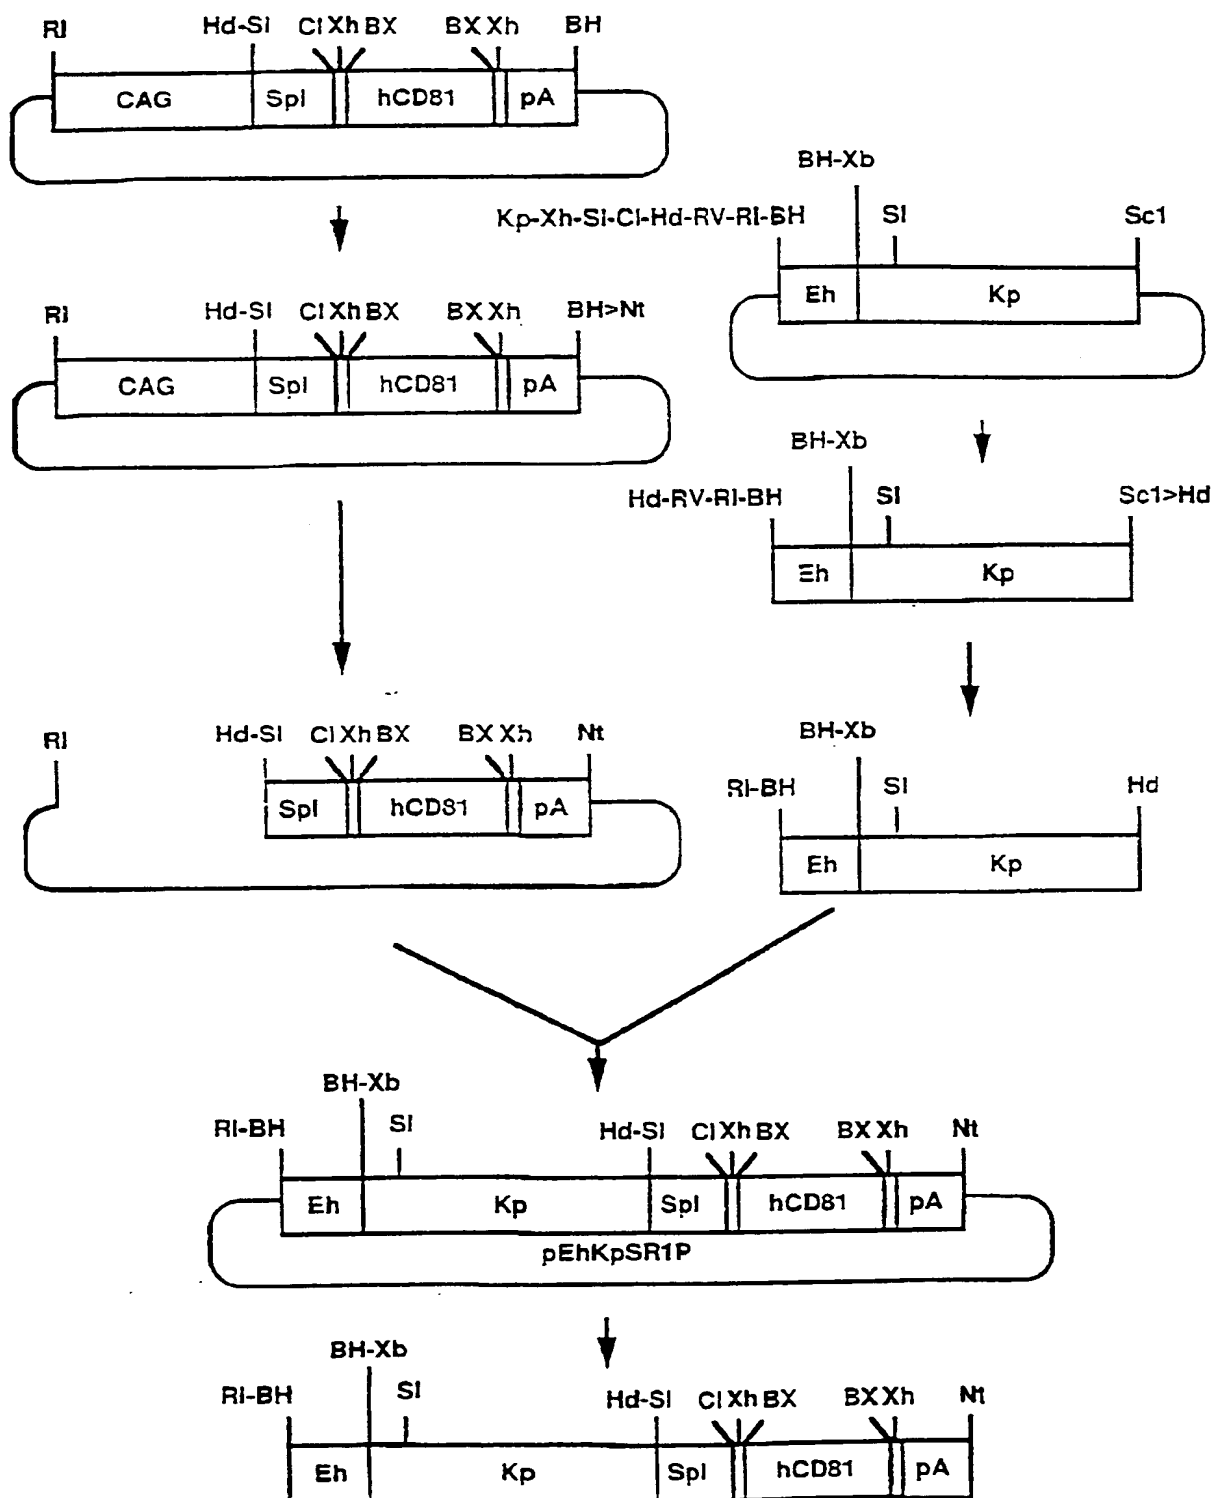 RI Hd-SI CI Xh BX BX Xh BH
CAG SpI hCD81 pA
BH-Xb
Kp-Xh-SI-CI-Hd-RV-RI-BH SI Sc1
Eh Kp
RI Hd-SI CI Xh BX BX Xh BH>Nt
CAG SpI hCD81 pA
BH-Xb
Hd-RV-RI-BH SI Sc1>Hd
Eh Kp
RI Hd-SI CI Xh BX BX Xh Nt
SpI hCD81 pA
BH-Xb
RI-BH SI Hd
Eh Kp
BH-Xb
RI-BH SI Hd-SI CI Xh BX BX Xh Nt
Eh Kp SpI hCD81 pA
pEhKpSR1P
BH-Xb
RI-BH SI Hd-SI CI Xh BX BX Xh Nt
Eh Kp SpI hCD81 pA